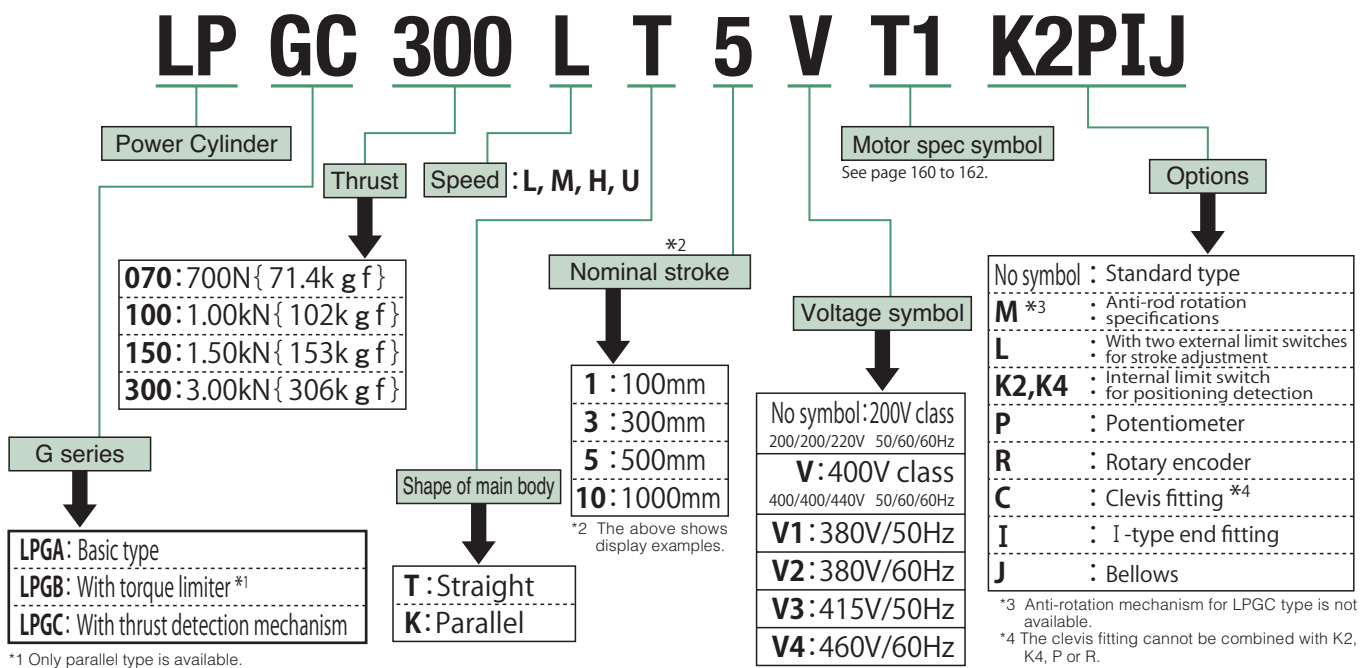 LP GC 300 L T 5 V T1 K2PIJ
Power Cylinder
Thrust
Speed : L, M, H, U
Motor spec symbol
See page 160 to 162.
Options
070:700N{ 71.4k g f }
100:1.00kN{ 102k g f }
150:1.50kN{ 153k g f }
300:3.00kN{ 306k g f }
*2
Nominal stroke
1 :100mm
3 :300mm
5 :500mm
10:1000mm
*2 The above shows
display examples.
Voltage symbol
No symbol:200V class
200/200/220V 50/60/60Hz
V:400V class
400/400/440V 50/60/60Hz
V1:380V/50Hz
V2:380V/60Hz
V3:415V/50Hz
V4:460V/60Hz
No symbol : Standard type
M *3 : Anti-rod rotation
specifications
L : With two external limit switches
for stroke adjustment
K2,K4 : Internal limit switch
for positioning detection
P : Potentiometer
R : Rotary encoder
C : Clevis fitting *4
I : I-type end fitting
J : Bellows
*3 Anti-rotation mechanism for LPGC type is not
available.
*4 The clevis fitting cannot be combined with K2,
K4, P or R.
G series
LPGA: Basic type
LPGB: With torque limiter *1
LPGC: With thrust detection mechanism
*1 Only parallel type is available.
Shape of main body
T:Straight
K:Parallel